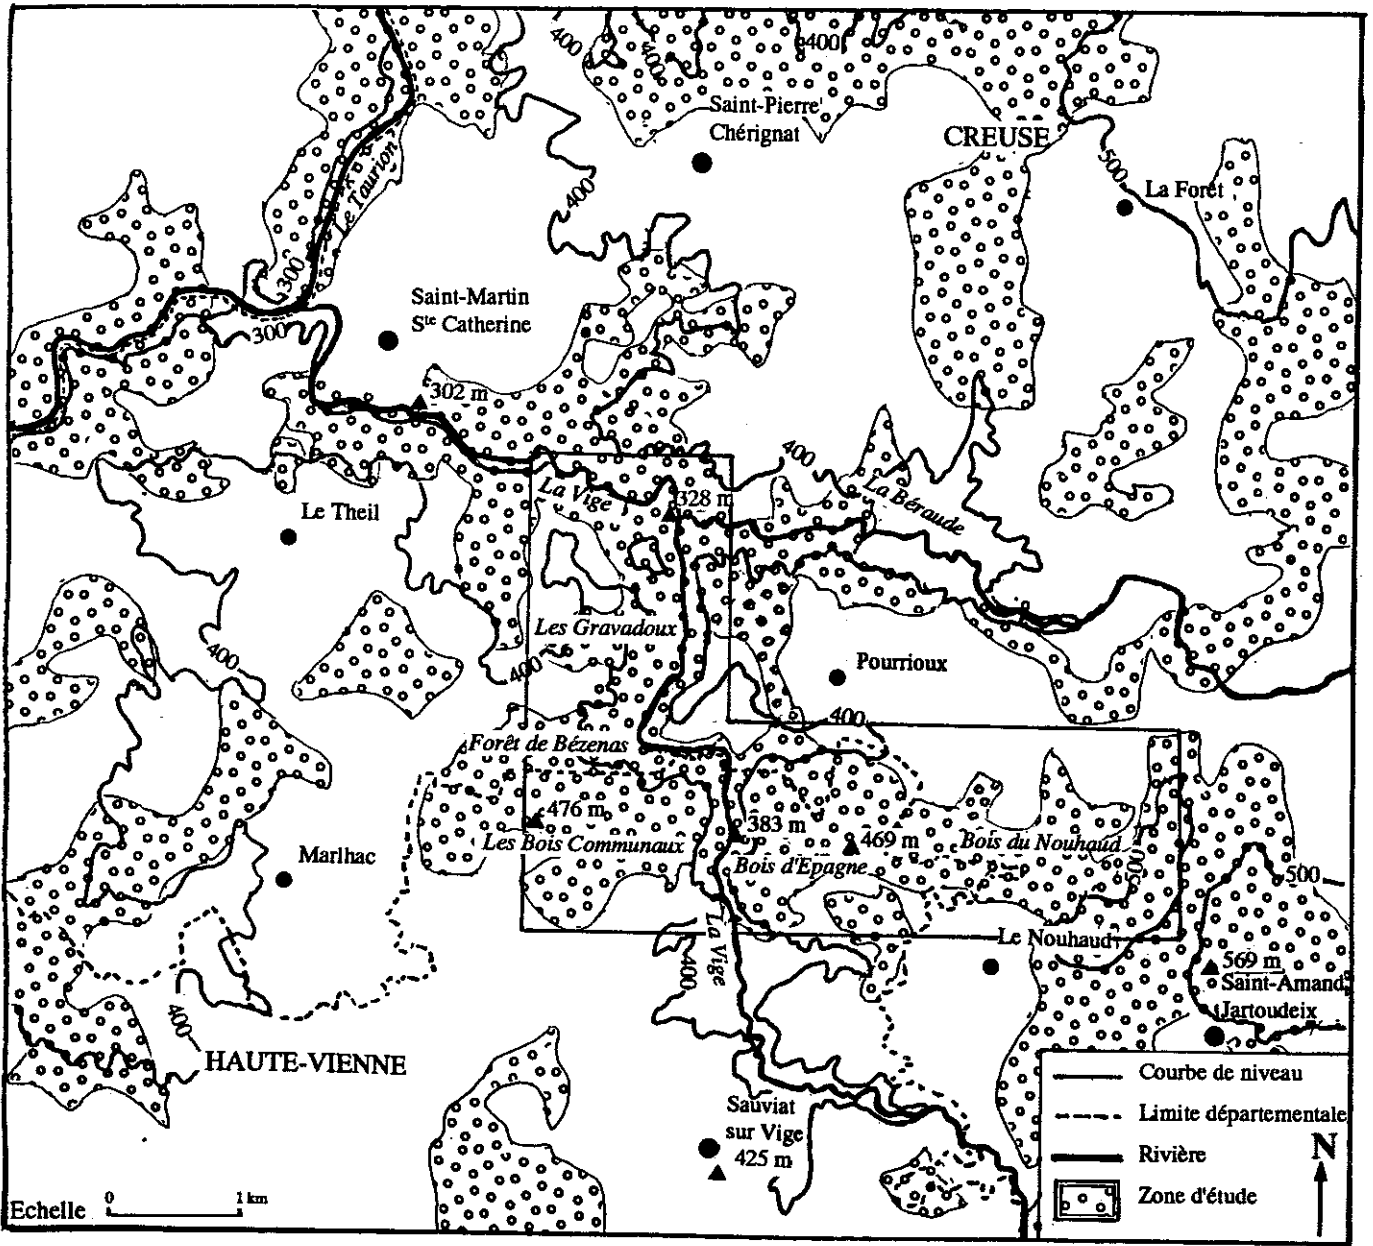 400
400
400
Saint-Pierre
Chérignat
CREUSE
500
La Forêt
Le Taurion
400
300
Saint-Martin
Ste Catherine
300
302 m
400
La Vige
328 m
La Béraude
Le Theil
Les Gravadoux
400
400
Pourrioux
400
Forêt de Bézenas
476 m
Les Bois Communaux
383 m
469 m
Bois d'Epagne
Bois du Nouhaud
500
500
Marlhac
La Vige
400
Le Nouhaud
569 m
Saint-Amand
Jartoudeix
400
HAUTE-VIENNE
Sauviat
sur Vige
425 m
Courbe de niveau
Limite départementale
Rivière
Zone d'étude
N
Echelle
0
1 km